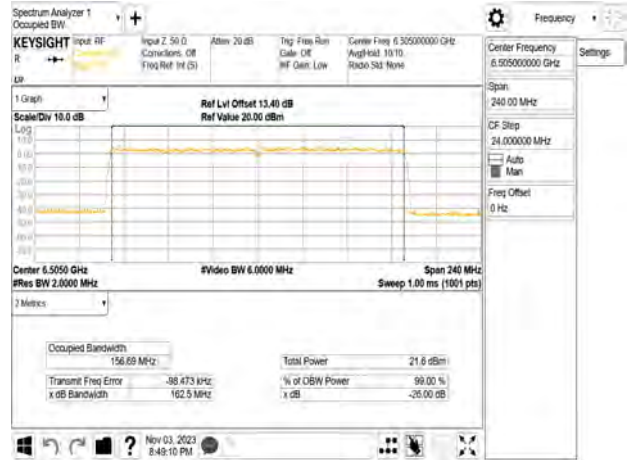 Spectrum Analyzer 1
Occupied BW
+
Frequency
KEYSIGHT
Input: RF
Input Z: 50 Ω
Atten: 20 dB
Trig: Free Run
Center Freq: 6.505000000 GHz
R
Corrections: Off
Gate: Off
Avg|Hold: 10/10
Freq Ref: Int (S)
#IF Gain: Low
Radio Std: None
Center Frequency
6.505000000 GHz
Settings
Span
240.00 MHz
CF Step
24.000000 MHz
Auto
Man
Freq Offset
0 Hz
1 Graph
Scale/Div 10.0 dB
Ref Lvl Offset 13.40 dB
Ref Value 20.00 dBm
Log
Center 6.5050 GHz
#Video BW 6.0000 MHz
Span 240 MHz
#Res BW 2.0000 MHz
Sweep 1.00 ms (1001 pts)
2 Metrics
Occupied Bandwidth
156.69 MHz
Total Power
21.6 dBm
Transmit Freq Error
-98.473 kHz
% of OBW Power
99.00 %
x dB Bandwidth
162.5 MHz
x dB
-26.00 dB
?
Nov 03, 2023
8:49:10 PM